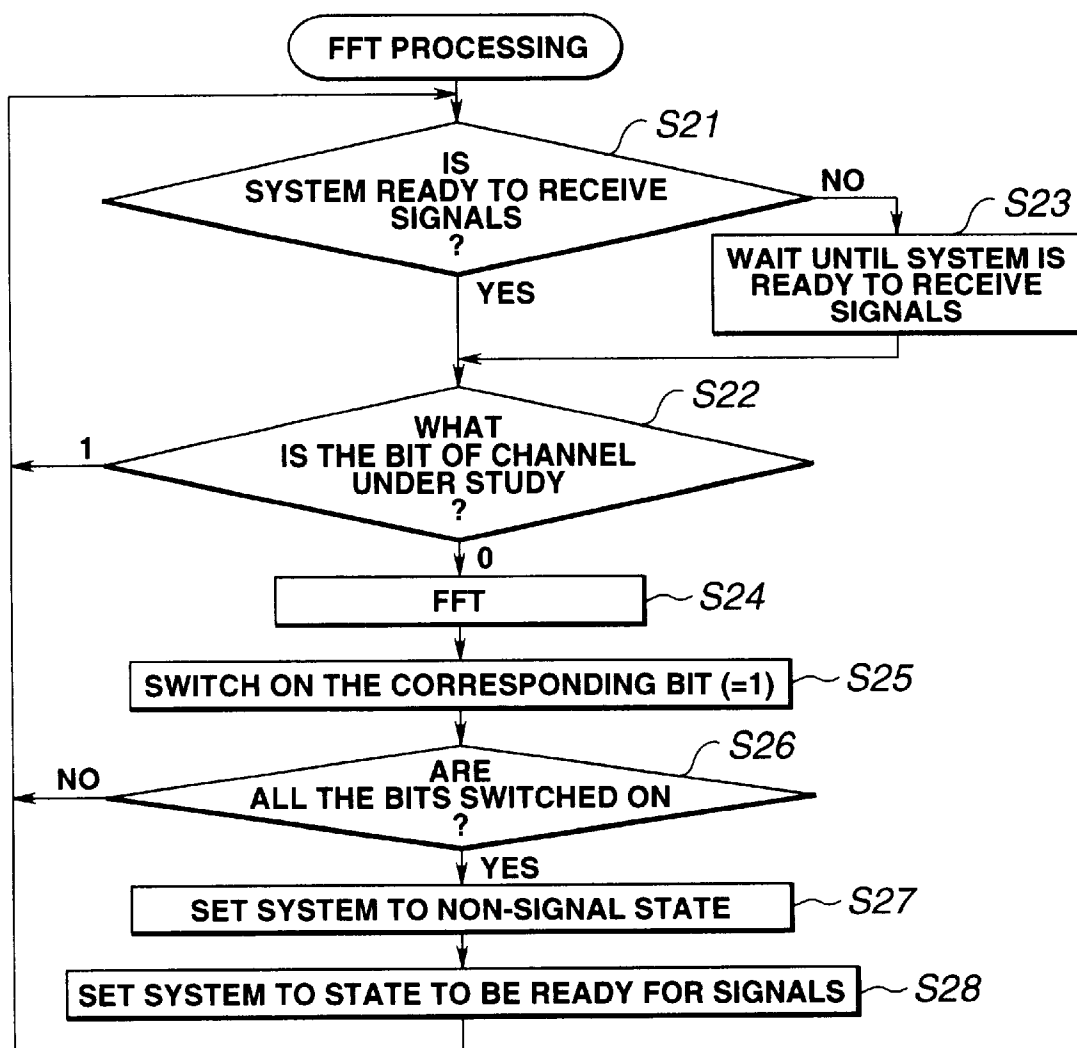 FFT PROCESSING
S21
IS
SYSTEM READY TO RECEIVE
SIGNALS
?
NO
YES
S23
WAIT UNTIL SYSTEM IS
READY TO RECEIVE
SIGNALS
S22
WHAT
IS THE BIT OF CHANNEL
UNDER STUDY
?
1
0
FFT
S24
SWITCH ON THE CORRESPONDING BIT (=1)
S25
S26
ARE
ALL THE BITS SWITCHED ON
?
NO
YES
SET SYSTEM TO NON-SIGNAL STATE
S27
SET SYSTEM TO STATE TO BE READY FOR SIGNALS
S28